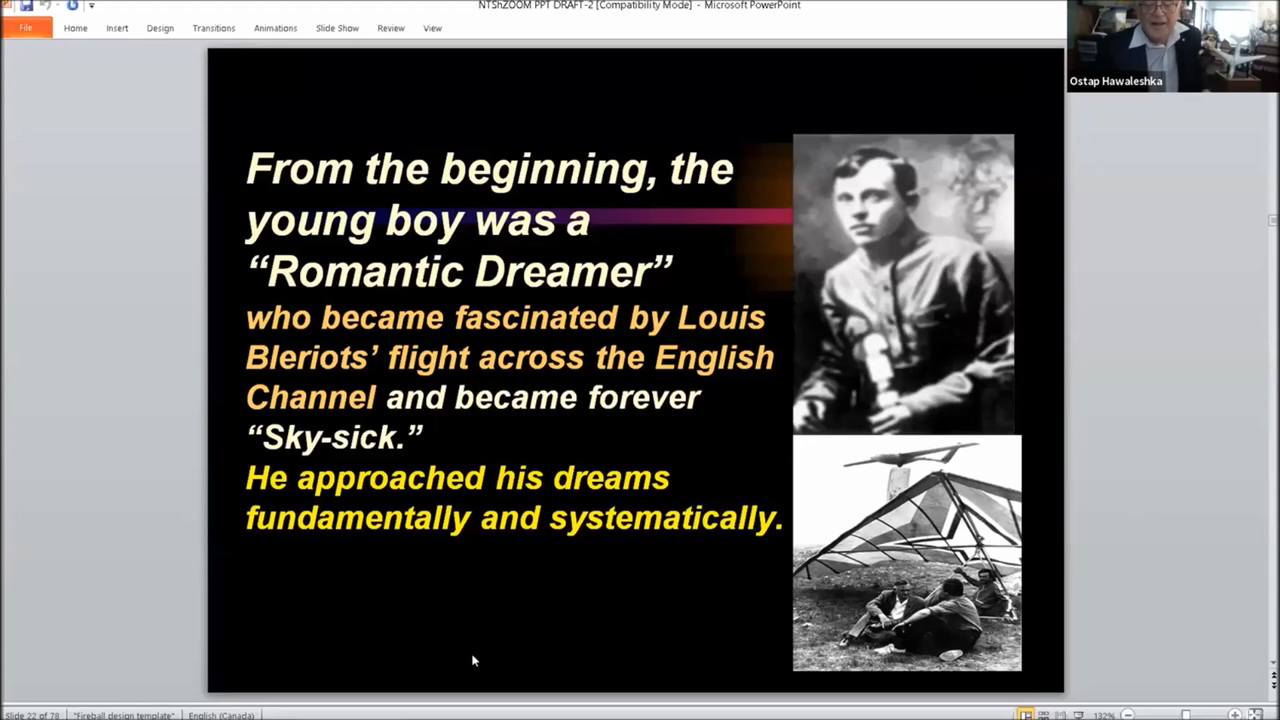 NTShZOOM PPT DRAFT-2 [Compatibility Mode] - Microsoft PowerPoint
File Home Insert Design Transitions Animations Slide Show Review View
Ostap Hawaleshka
From the beginning, the
young boy was a
“Romantic Dreamer”
who became fascinated by Louis
Bleriots’ flight across the English
Channel and became forever
“Sky-sick.”
He approached his dreams
fundamentally and systematically.
Slide 22 of 78 "Fireball design template" English (Canada) 132%